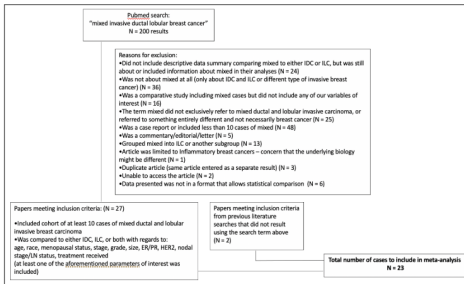 Pubmed search:
"mixed invasive ductal lobular breast cancer"
N = 200 results
Reasons for exclusion:
•Did not include descriptive data summary comparing mixed to either IDC or ILC, but was still
about or included information about mixed in their analyses (N = 24)
•Was not about mixed at all (only about IDC and ILC or different type of invasive breast
cancer) (N = 36)
•Was a comparative study including mixed cases but did not include any of our variables of
interest (N = 16)
•The term mixed did not exclusively refer to mixed ductal and lobular invasive carcinoma, or
referred to something entirely different and not necessarily breast cancer (N = 25)
•Was a case report or included less than 10 cases of mixed (N = 48)
•Was a commentary/editorial/letter (N = 5)
•Grouped mixed into ILC or another subgroup (N = 13)
•Article was limited to Inflammatory breast cancers – concern that the underlying biology
might be different (N = 1)
•Duplicate article (same article entered as a separate result) (N = 3)
•Unable to access the article (N = 2)
•Data presented was not in a format that allows statistical comparison (N = 6)
Papers meeting inclusion criteria: (N = 27)
•Included cohort of at least 10 cases of mixed ductal and lobular
invasive breast carcinoma
•Was compared to either IDC, ILC, or both with regards to:
age, race, menopausal status, stage, grade, size, ER/PR, HER2, nodal
stage/LN status, treatment received
(at least one of the aforementioned parameters of interest was
included)
Papers meeting inclusion criteria
from previous literature
searches that did not result
using the search term above
(N = 2)
Total number of cases to include in meta-analysis
N = 23